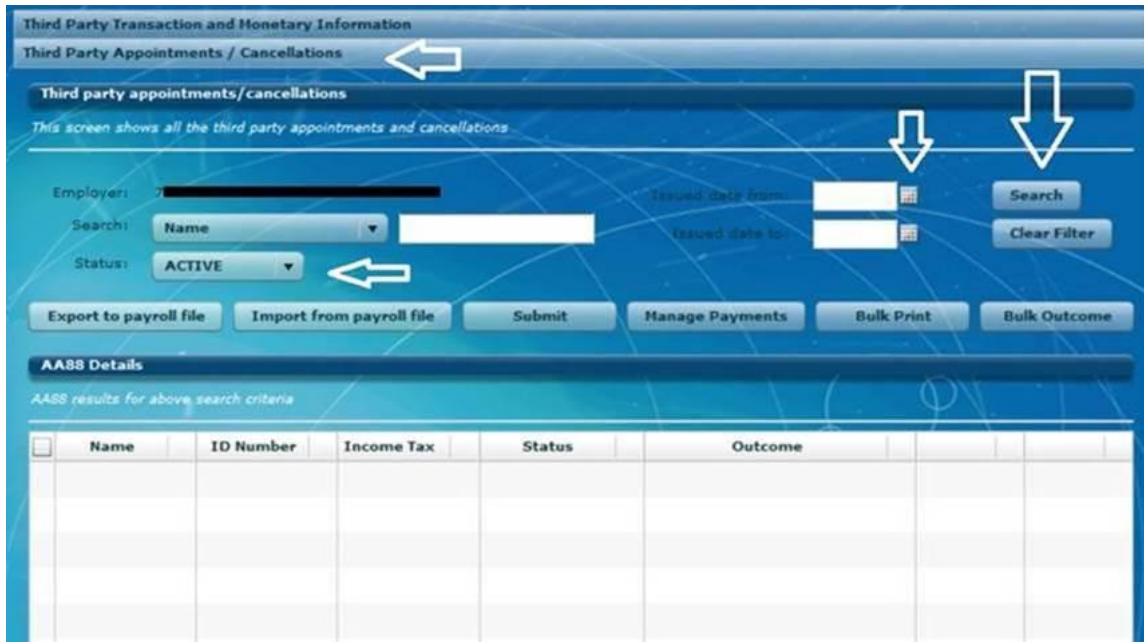 Third Party Transaction and Monetary Information
Third Party Appointments / Cancellations
Third party appointments/cancellations
This screen shows all the third party appointments and cancellations
Employer: 7
Issued date from:
Search
Search: Name
Issued date to:
Clear Filter
Status: ACTIVE
Export to payroll file Import from payroll file Submit Manage Payments Bulk Print Bulk Outcome
AA88 Details
AA88 results for above search criteria
Name ID Number Income Tax Status Outcome